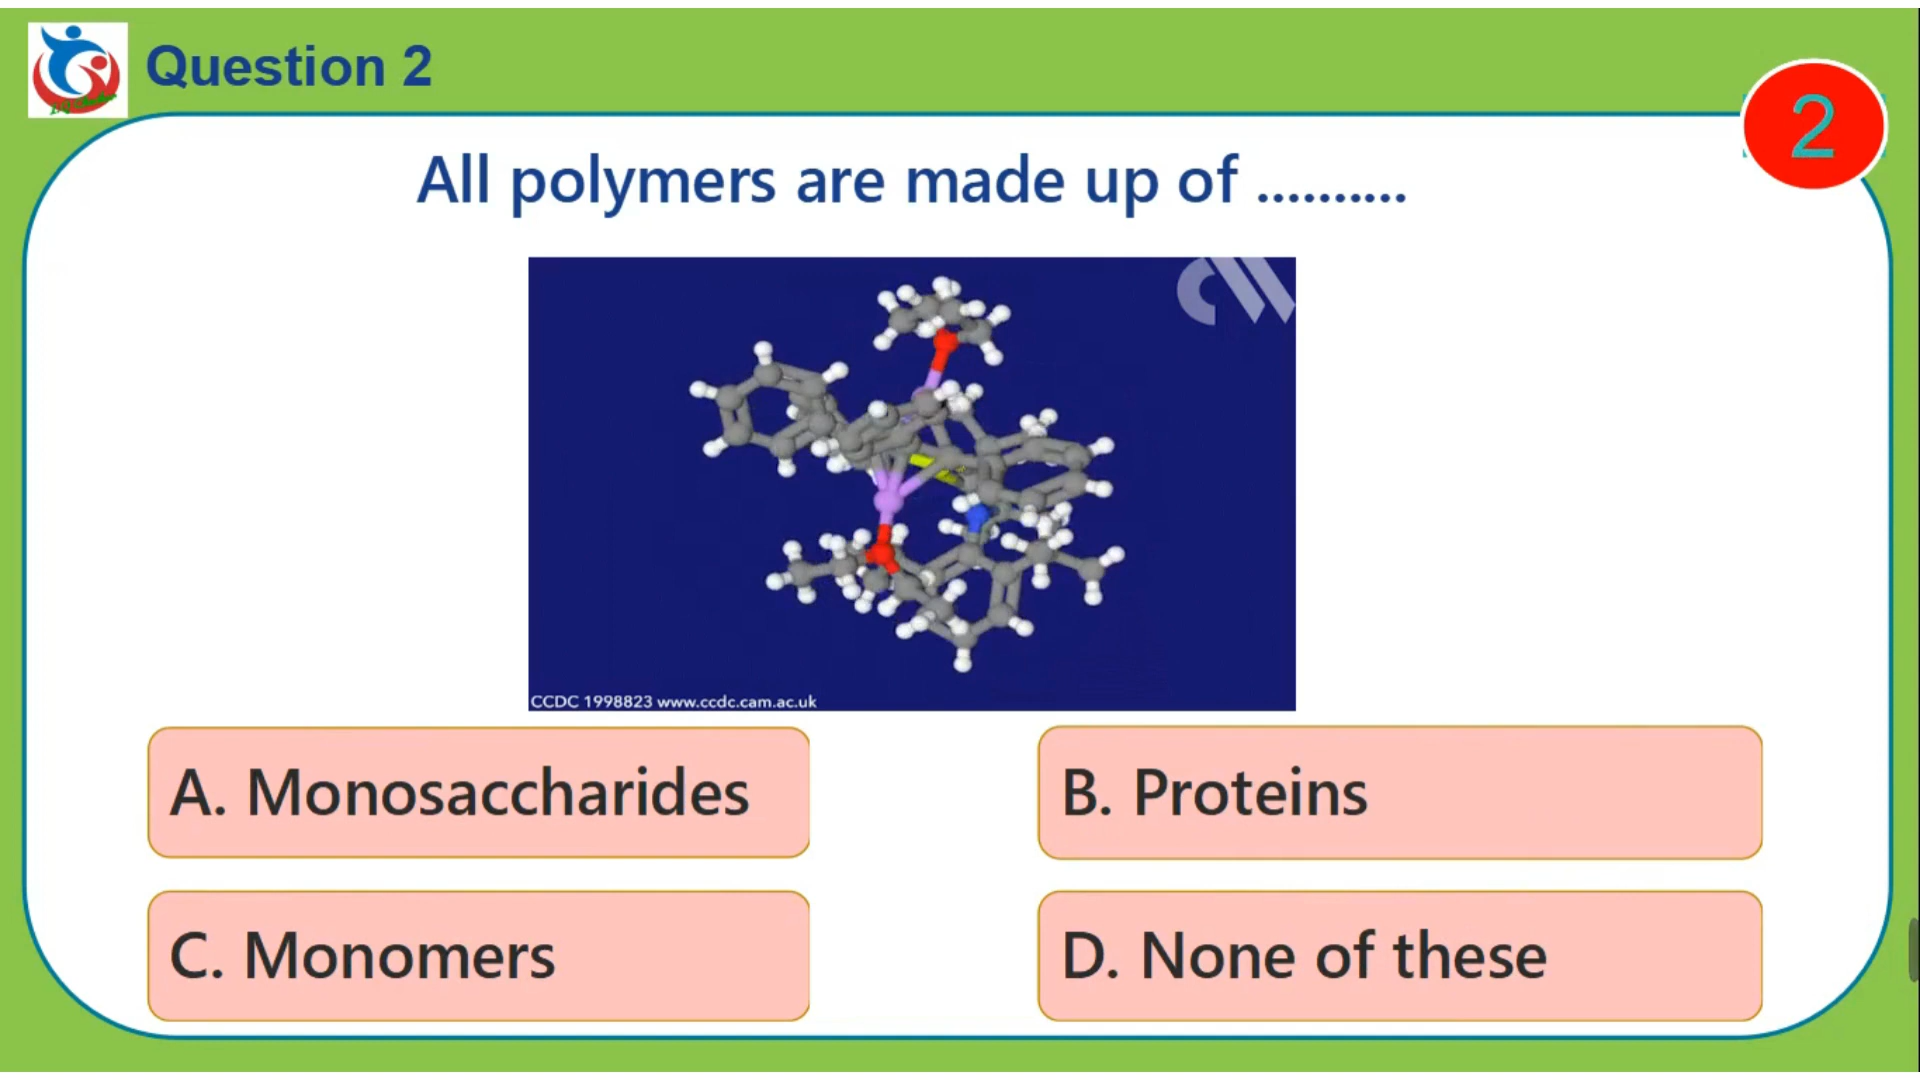 Question 2
2
All polymers are made up of ..........
CCDC 1998823 www.ccdc.cam.ac.uk
A. Monosaccharides
B. Proteins
C. Monomers
D. None of these